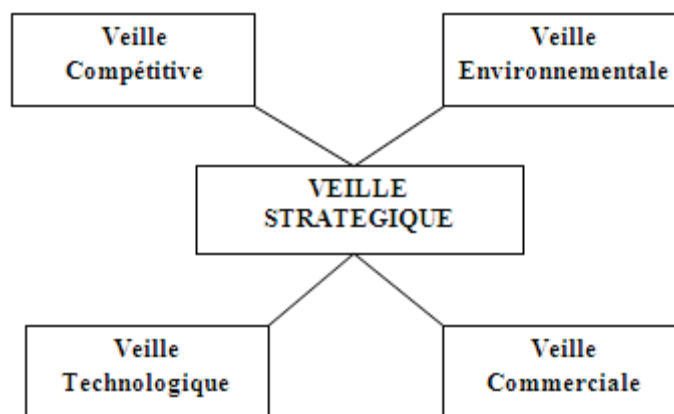 Veille
Compétitive
Veille
Environnementale
VEILLE
STRATEGIQUE
Veille
Technologique
Veille
Commerciale